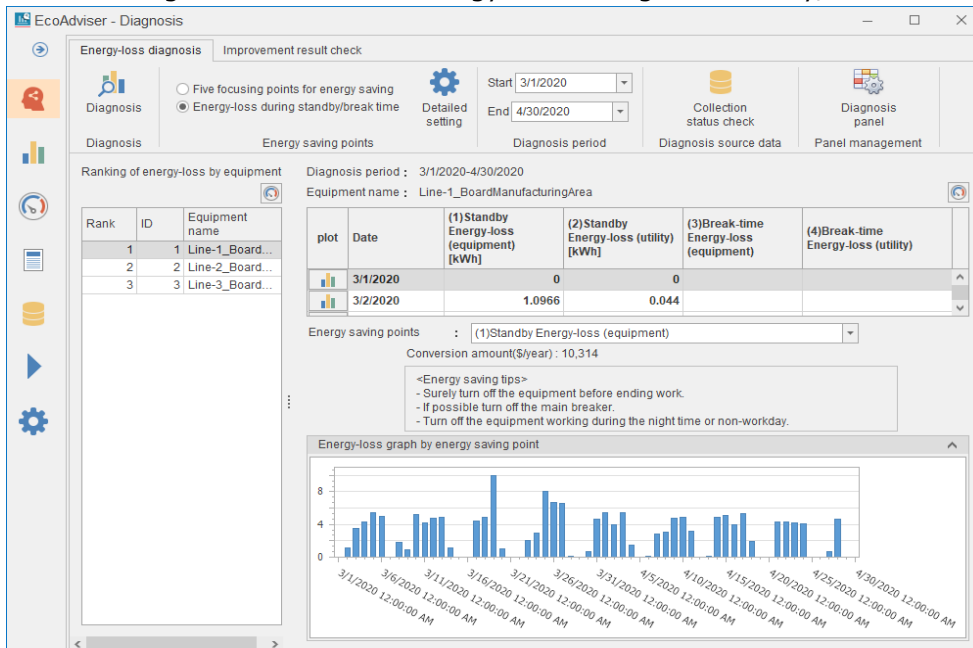 EcoAdviser - Diagnosis
Energy-loss diagnosis Improvement result check
Diagnosis
Five focusing points for energy saving
Energy-loss during standby/break time
Detailed setting
Start 3/1/2020
End 4/30/2020
Collection status check
Diagnosis panel
Diagnosis Energy saving points Diagnosis period Diagnosis source data Panel management
Ranking of energy-loss by equipment
Rank ID Equipment name
1 1 Line-1_Board...
2 2 Line-2_Board...
3 3 Line-3_Board...
Diagnosis period : 3/1/2020-4/30/2020
Equipment name : Line-1_BoardManufacturingArea
plot Date (1)Standby Energy-loss (equipment) [kWh] (2)Standby Energy-loss (utility) [kWh] (3)Break-time Energy-loss (equipment) (4)Break-time Energy-loss (utility)
3/1/2020 0 0
3/2/2020 1.0966 0.044
Energy saving points : (1)Standby Energy-loss (equipment)
Conversion amount($/year) : 10,314
<Energy saving tips>
- Surely turn off the equipment before ending work.
- If possible turn off the main breaker.
- Turn off the equipment working during the night time or non-workday.
Energy-loss graph by energy saving point
8
4
0
3/1/2020 12:00:00 AM
3/6/2020 12:00:00 AM
3/11/2020 12:00:00 AM
3/16/2020 12:00:00 AM
3/21/2020 12:00:00 AM
3/26/2020 12:00:00 AM
3/31/2020 12:00:00 AM
4/5/2020 12:00:00 AM
4/10/2020 12:00:00 AM
4/15/2020 12:00:00 AM
4/20/2020 12:00:00 AM
4/25/2020 12:00:00 AM
4/30/2020 12:00:00 AM